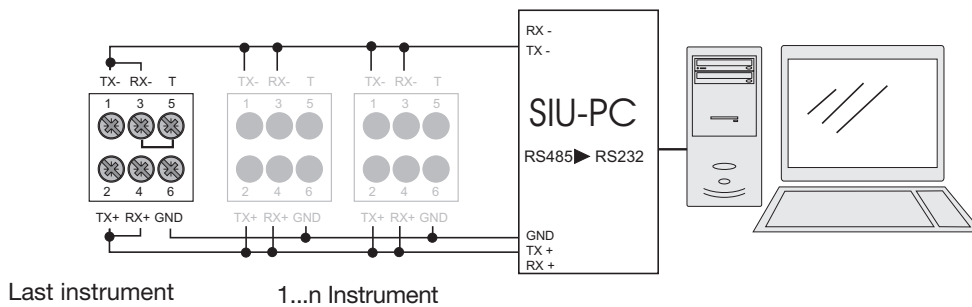 RX -
TX -
TX- RX- T
TX- RX- T
TX- RX- T
1 3 5
1 3 5
1 3 5
SIU-PC
RS485▶ RS232
2 4 6
2 4 6
2 4 6
TX+ RX+ GND
TX+ RX+ GND
TX+ RX+ GND
GND
TX +
RX +
Last instrument
1...n Instrument